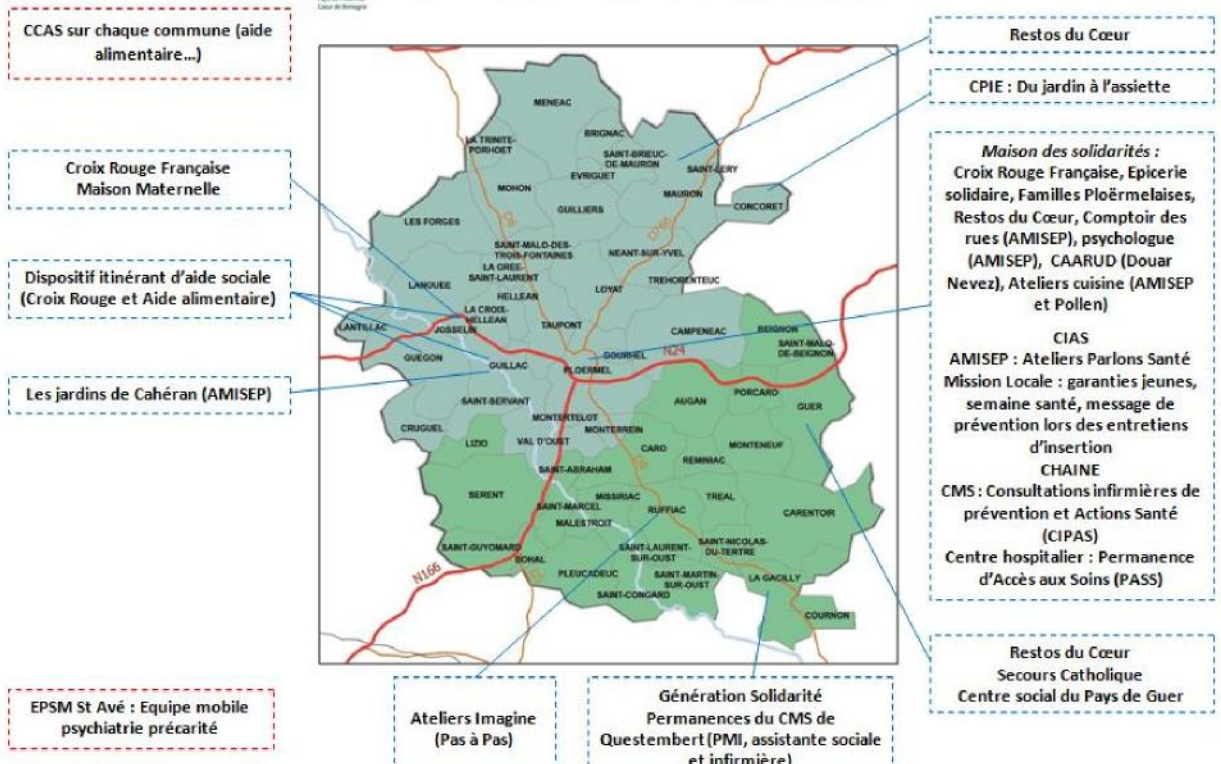 Cœur de Bretagne
CCAS sur chaque commune (aide
alimentaire…)
Croix Rouge Française
Maison Maternelle
Dispositif itinérant d'aide sociale
(Croix Rouge et Aide alimentaire)
Les jardins de Cahéran (AMISEP)
EPSM St Avé : Equipe mobile
psychiatrie précarité
MENEAC
LA TRINITE-
PORHOET
BRIGNAC
SAINT-BRIEUC-
DE-MAURON
EVRIGUET
SAINT-LERY
MOHON
MAURON
GUILLIERS
CONCORET
LES FORGES
SAINT-MALO-DES-
TROIS-FONTAINES
NEANT-SUR-YVEL
LA GREE-
SAINT-LAURENT
TREHORENTEUC
LANOUEE
HELLEAN
LOYAT
LA CROIX-
HELLEAN
LANTILLAC
JOSSELIN
TAUPONT
CAMPENEAC
BEIGNON
SAINT-MALO-
DE-BEIGNON
GUEGON
GUILLAC
GOURHEL
N24
PLOERMEL
PORCARO
AUGAN
GUER
SAINT-SERVANT
MONTERTELOT
MONTERREIN
CRUGUEL
LIZIO
VAL D'OUST
CARO
MONTENEUF
REMINIAC
SAINT-ABRAHAM
SERENT
MISSIRIAC
TREAL
SAINT-MARCEL
RUFFIAC
CARENTOIR
MALESTROIT
SAINT-GUYOMARD
SAINT-LAURENT-
SUR-OUST
SAINT-NICOLAS-
DU-TERTRE
BOHAL
N166
PLEUCADEUC
SAINT-MARTIN-
SUR-OUST
LA GACILLY
SAINT-CONGARD
COURNON
Restos du Cœur
CPIE : Du jardin à l'assiette
Maison des solidarités :
Croix Rouge Française, Epicerie
solidaire, Familles Ploërmelaises,
Restos du Cœur, Comptoir des
rues (AMISEP), psychologue
(AMISEP), CAARUD (Douar
Nevez), Ateliers cuisine (AMISEP
et Pollen)
CIAS
AMISEP : Ateliers Parlons Santé
Mission Locale : garanties jeunes,
semaine santé, message de
prévention lors des entretiens
d'insertion
CHAINE
CMS : Consultations infirmières de
prévention et Actions Santé
(CIPAS)
Centre hospitalier : Permanence
d'Accès aux Soins (PASS)
Restos du Cœur
Secours Catholique
Centre social du Pays de Guer
Ateliers Imagine
(Pas à Pas)
Génération Solidarité
Permanences du CMS de
Questembert (PMI, assistante sociale
et infirmière)